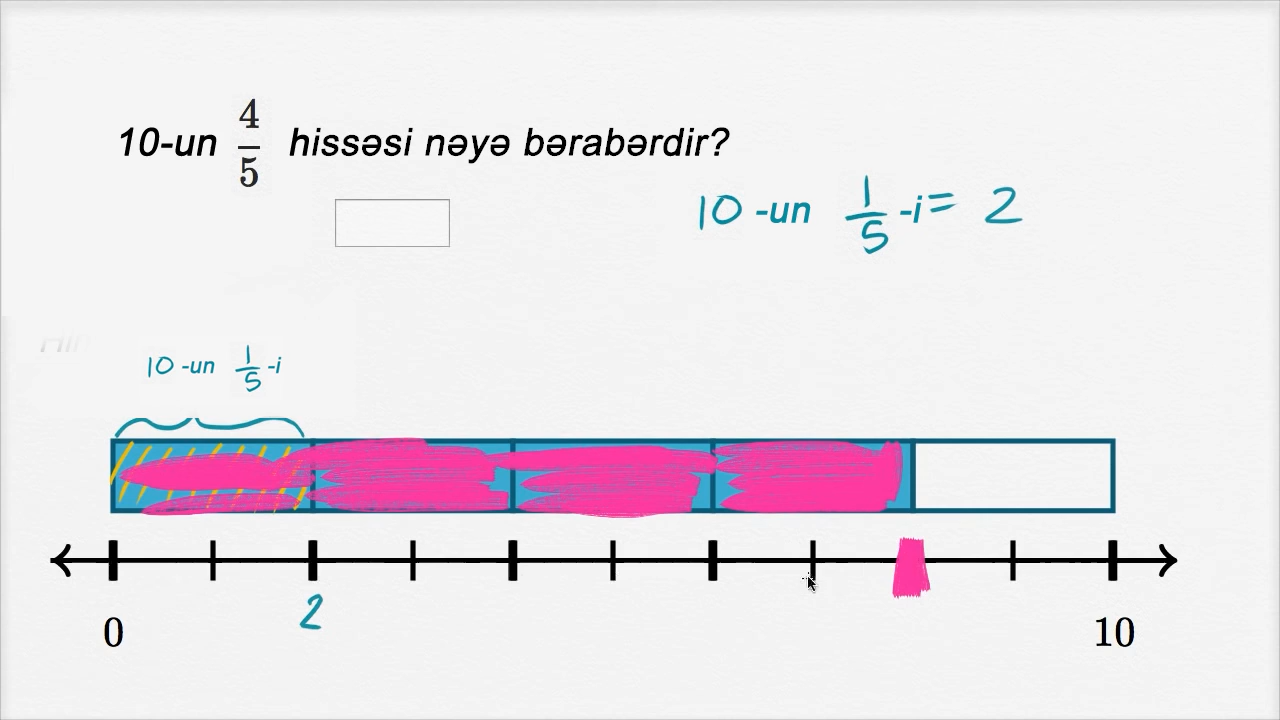 10-un 4/5 hissəsi nəyə bərabərdir?
10 -un 1/5 -i = 2
10 -un 1/5 -i
2
0 10